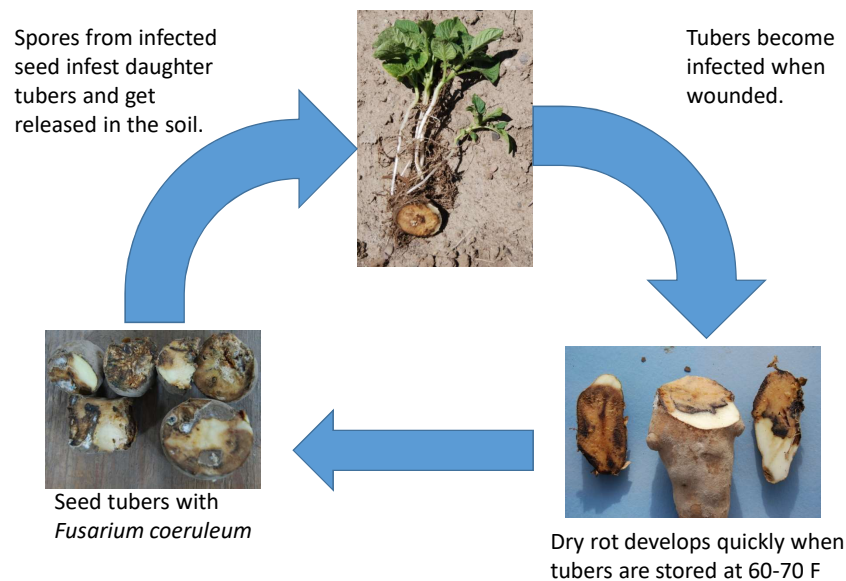 Spores from infected
seed infest daughter
tubers and get
released in the soil.
Tubers become
infected when
wounded.
Dry rot develops quickly when
tubers are stored at 60-70 F
Seed tubers with
Fusarium coeruleum